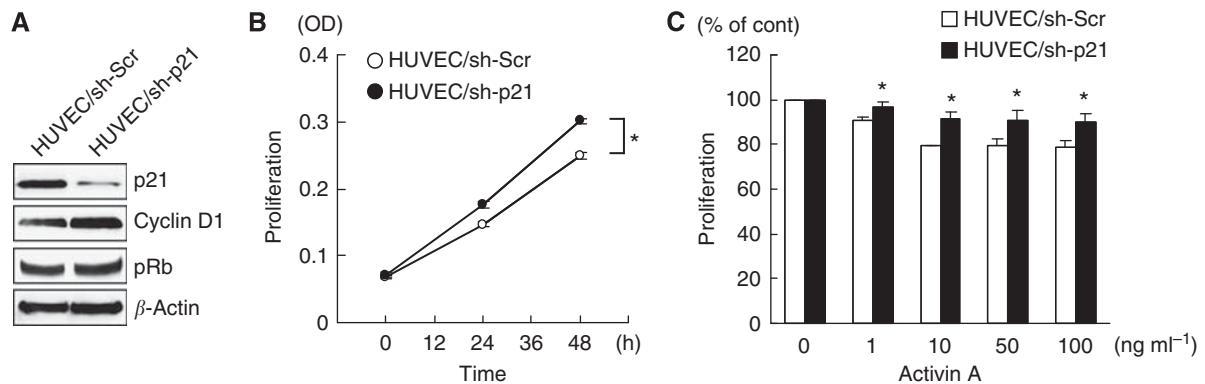 A
HUVEC/sh-Scr
HUVEC/sh-p21
p21
Cyclin D1
pRb
β-Actin
B
(OD)
0.4
0.3
0.2
0.1
0
Proliferation
HUVEC/sh-Scr
HUVEC/sh-p21
*
0 12 24 36 48 (h)
Time
C
(% of cont)
HUVEC/sh-Scr
HUVEC/sh-p21
120
100
80
60
40
20
0
Proliferation
* * * *
0 1 10 50 100 (ng ml⁻¹)
Activin A